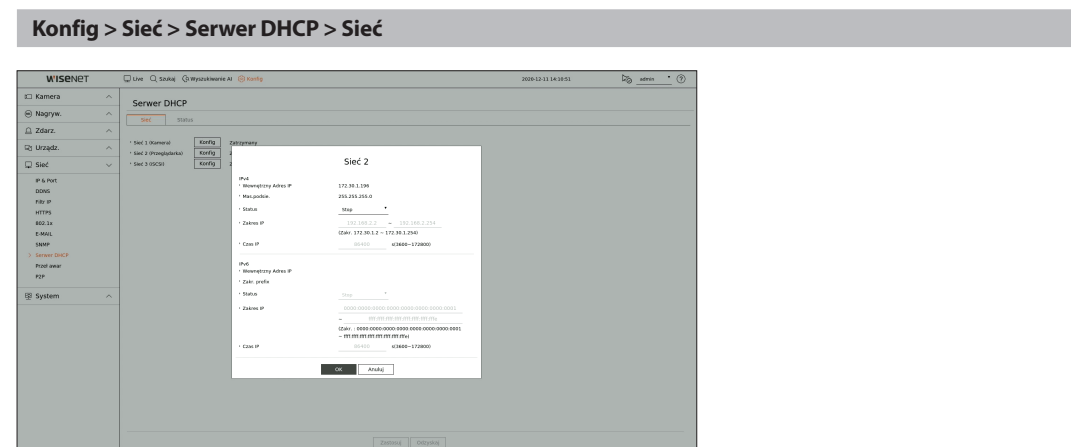 Konfig > Sieć > Serwer DHCP > Sieć
WISENET
Live Szukaj Wyszukiwanie AI Konfig 2020-12-11 14:10:51 admin
Kamera
Nagryw.
Zdarz.
Urządz.
Sieć
IP & Port
DDNS
Filtr IP
HTTPS
802.1x
E-MAIL
SNMP
Serwer DHCP
Przeł awar
P2P
System
Serwer DHCP
Sieć Status
Sieć 1 (Kamera) Konfig Zatrzymany
Sieć 2 (Przeglądarka) Konfig
Sieć 3 (iSCSI) Konfig
Sieć 2
IPv4
Wewnętrzny Adres IP 172.30.1.196
Mas.podsie. 255.255.255.0
Status Stop
Zakres IP 192.168.2.2 ~ 192.168.2.254
(Zakr. 172.30.1.2 ~ 172.30.1.254)
Czas IP 86400 s(3600~172800)
IPv6
Wewnętrzny Adres IP
Zakr. prefix
Status Stop
Zakres IP 0000:0000:0000:0000:0000:0000:0000:0001
~ ffff:ffff:ffff:ffff:ffff:ffff:ffff:fffe
(Zakr. : 0000:0000:0000:0000:0000:0000:0000:0001
~ ffff:ffff:ffff:ffff:ffff:ffff:ffff:fffe)
Czas IP 86400 s(3600~172800)
OK Anuluj
Zastosuj Odzyskaj